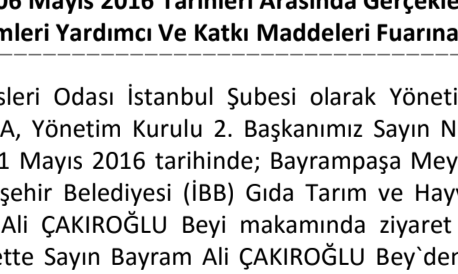 06 Mayıs 2016 Tarihleri Arasında Gerçekle
mleri Yardımcı Ve Katkı Maddeleri Fuarına
sleri Odası İstanbul Şubesi olarak Yöneti
A, Yönetim Kurulu 2. Başkanımız Sayın N
1 Mayıs 2016 tarihinde; Bayrampaşa Mey
şehir Belediyesi (İBB) Gıda Tarım ve Hayv
Ali ÇAKIROĞLU Beyi makamında ziyaret
ette Sayın Bayram Ali ÇAKIROĞLU Bey`den